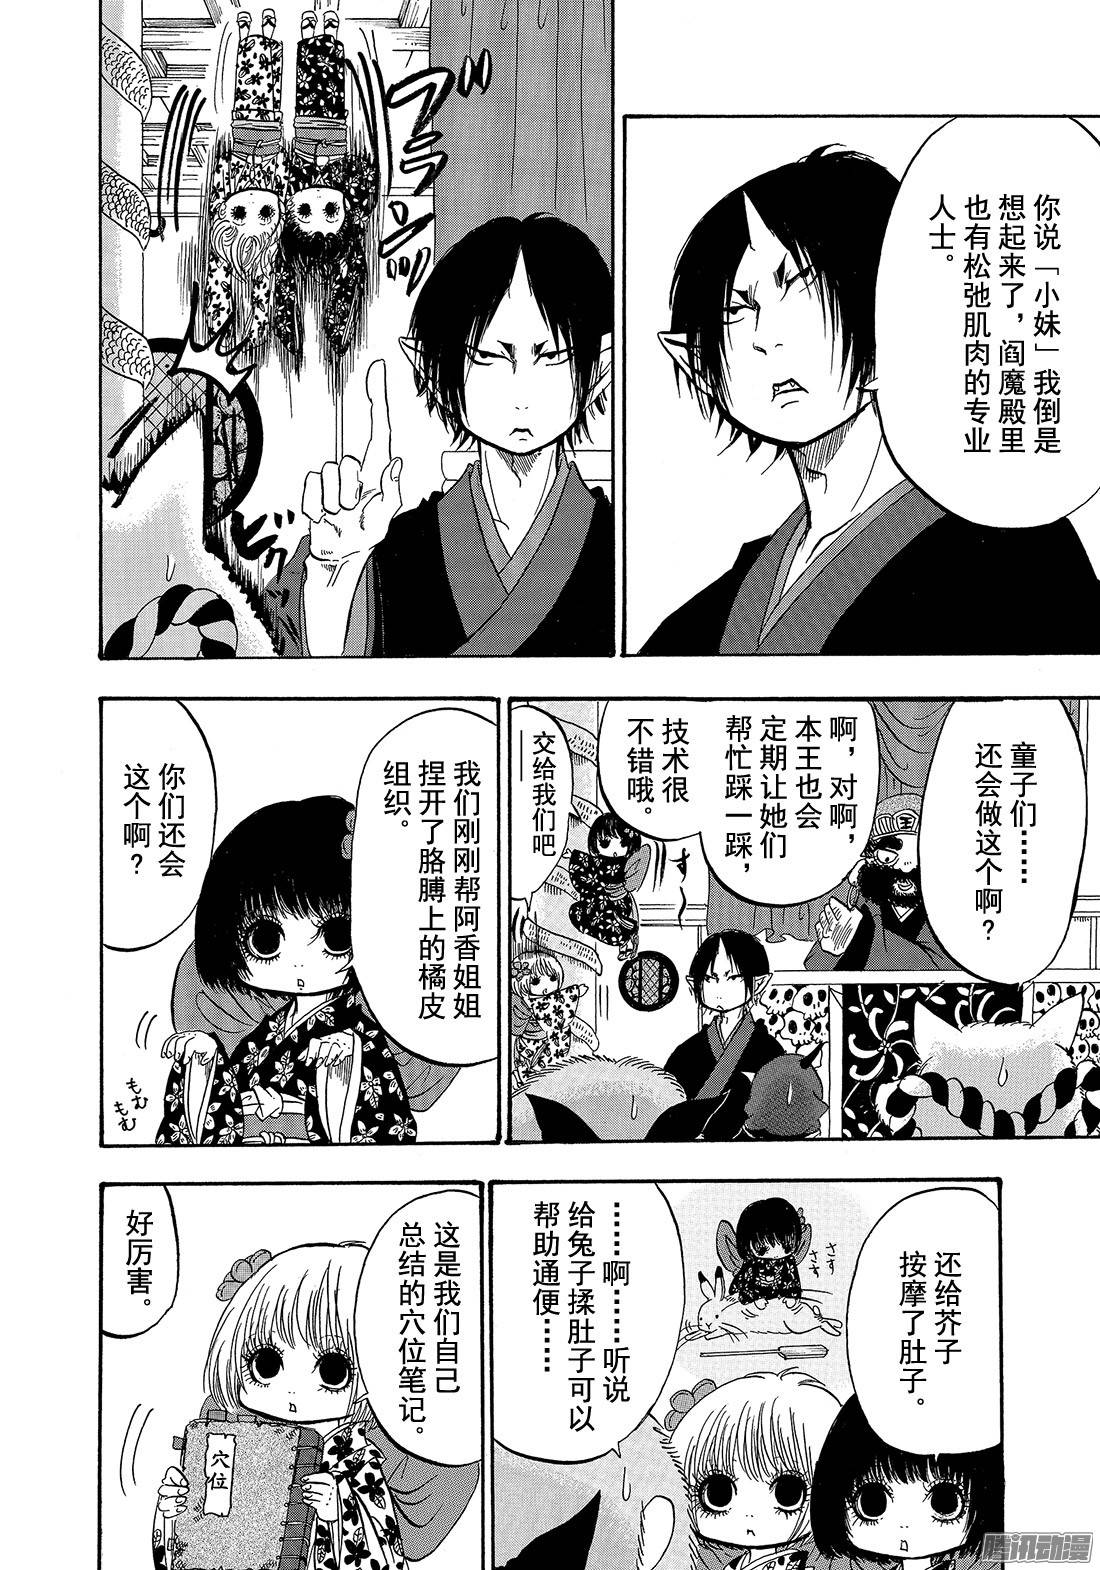 你说「小妹」我倒是
想起来了，阎魔殿里
也有松弛肌肉的专业
人士。
ブラーン
ビクッ
童子们……
还会做这个啊？
啊，对啊，
本王也会
定期让她们
帮忙踩一踩，
技术很
不错哦。
——交给我们吧
王
我们刚刚帮阿香姐姐
捏开了胳膊上的橘皮
组织。
你们还会
这个啊？
もむ
もむ
还给芥子
按摩了肚子。
さす
さす
……啊……听说
给兔子揉肚子可以
帮助通便……
这是我们自己
总结的穴位笔记。
穴位
好厉害。
腾讯动漫